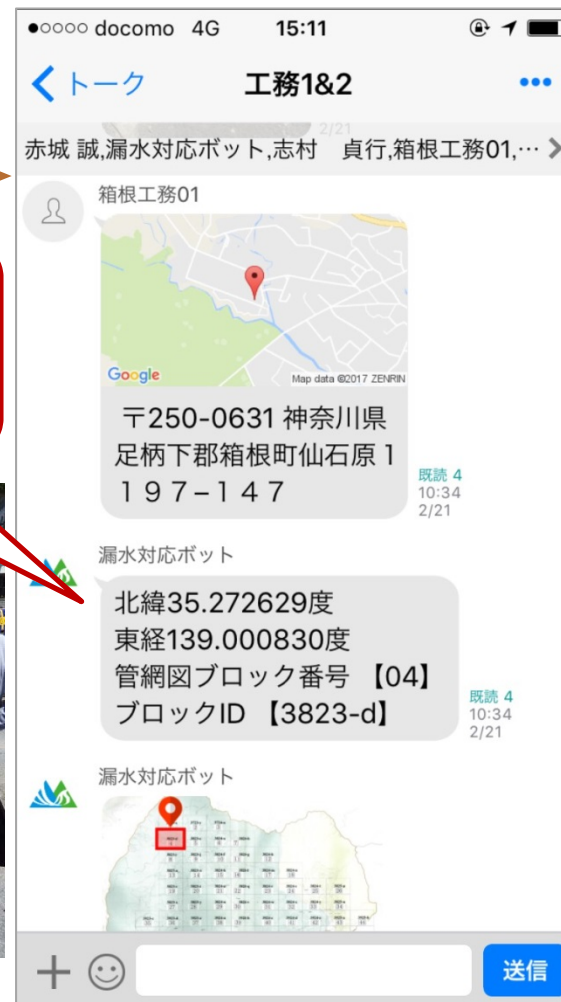 docomo 4G 15:11
トーク 工務1&2
2/21
赤城 誠,漏水対応ボット,志村　貞行,箱根工務01,…
箱根工務01
Google
Map data ©2017 ZENRIN
〒250-0631 神奈川県
足柄下郡箱根町仙石原１
１９７−１４７
既読 4
10:34
2/21
漏水対応ボット
北緯35.272629度
東経139.000830度
管網図ブロック番号 【04】
ブロックID 【3823-d】
既読 4
10:34
2/21
漏水対応ボット
送信